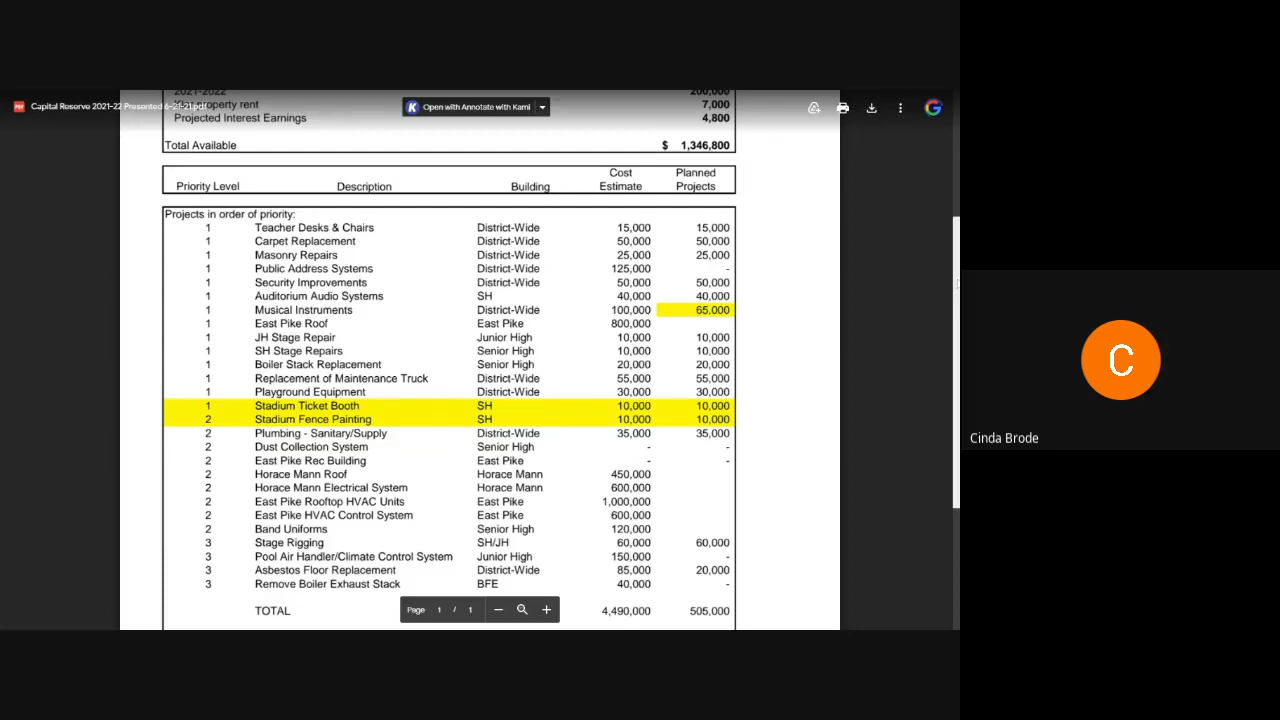 2021-2022 200,000
Capital Reserve 2021-22 Presented 6-21-21.pdf property rent Open with Annotate with Kami 7,000
Projected Interest Earnings 4,800
Total Available $ 1,346,800
Cost Planned
Priority Level Description Building Estimate Projects
Projects in order of priority:
1 Teacher Desks & Chairs District-Wide 15,000 15,000
1 Carpet Replacement District-Wide 50,000 50,000
1 Masonry Repairs District-Wide 25,000 25,000
1 Public Address Systems District-Wide 125,000 -
1 Security Improvements District-Wide 50,000 50,000
1 Auditorium Audio Systems SH 40,000 40,000
1 Musical Instruments District-Wide 100,000 65,000
1 East Pike Roof East Pike 800,000
1 JH Stage Repair Junior High 10,000 10,000
1 SH Stage Repairs Senior High 10,000 10,000
1 Boiler Stack Replacement Senior High 20,000 20,000
1 Replacement of Maintenance Truck District-Wide 55,000 55,000
1 Playground Equipment District-Wide 30,000 30,000
1 Stadium Ticket Booth SH 10,000 10,000
2 Stadium Fence Painting SH 10,000 10,000
2 Plumbing - Sanitary/Supply District-Wide 35,000 35,000
2 Dust Collection System Senior High - -
2 East Pike Rec Building East Pike - -
2 Horace Mann Roof Horace Mann 450,000
2 Horace Mann Electrical System Horace Mann 600,000
2 East Pike Rooftop HVAC Units East Pike 1,000,000
2 East Pike HVAC Control System East Pike 600,000
2 Band Uniforms Senior High 120,000
3 Stage Rigging SH/JH 60,000 60,000
3 Pool Air Handler/Climate Control System Junior High 150,000 -
3 Asbestos Floor Replacement District-Wide 85,000 20,000
3 Remove Boiler Exhaust Stack BFE 40,000 -
TOTAL 4,490,000 505,000
Page 1 / 1
C
Cinda Brode